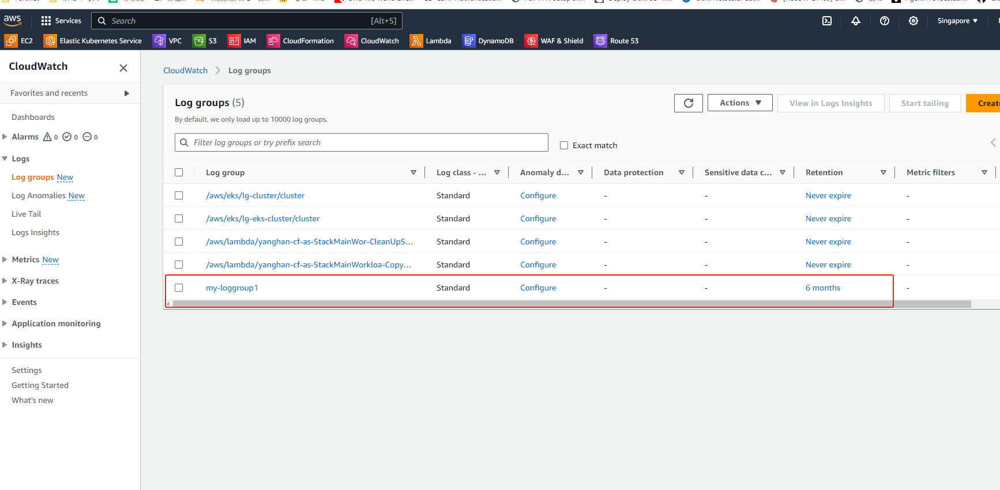 aws Services Search [Alt+S] Singapore
EC2 Elastic Kubernetes Service VPC S3 IAM CloudFormation CloudWatch Lambda DynamoDB WAF & Shield Route 53
CloudWatch
Favorites and recents
Dashboards
Alarms 0 0 0
Logs
Log groups New
Log Anomalies New
Live Tail
Logs Insights
Metrics New
X-Ray traces
Events
Application monitoring
Insights
Settings
Getting Started
What's new
CloudWatch Log groups
Log groups (5)
Actions View in Logs Insights Start tailing
By default, we only load up to 10000 log groups.
Filter log groups or try prefix search Exact match
Log group Log class - ... Anomaly d... Data protection Sensitive data c... Retention Metric filters
/aws/eks/lg-cluster/cluster Standard Configure - - Never expire -
/aws/eks/lg-eks-cluster/cluster Standard Configure - - Never expire -
/aws/lambda/yanghan-cf-as-StackMainWor-CleanUpS... Standard Configure - - Never expire -
/aws/lambda/yanghan-cf-as-StackMainWorkloa-Copy... Standard Configure - - Never expire -
my-loggroup1 Standard Configure - - 6 months -